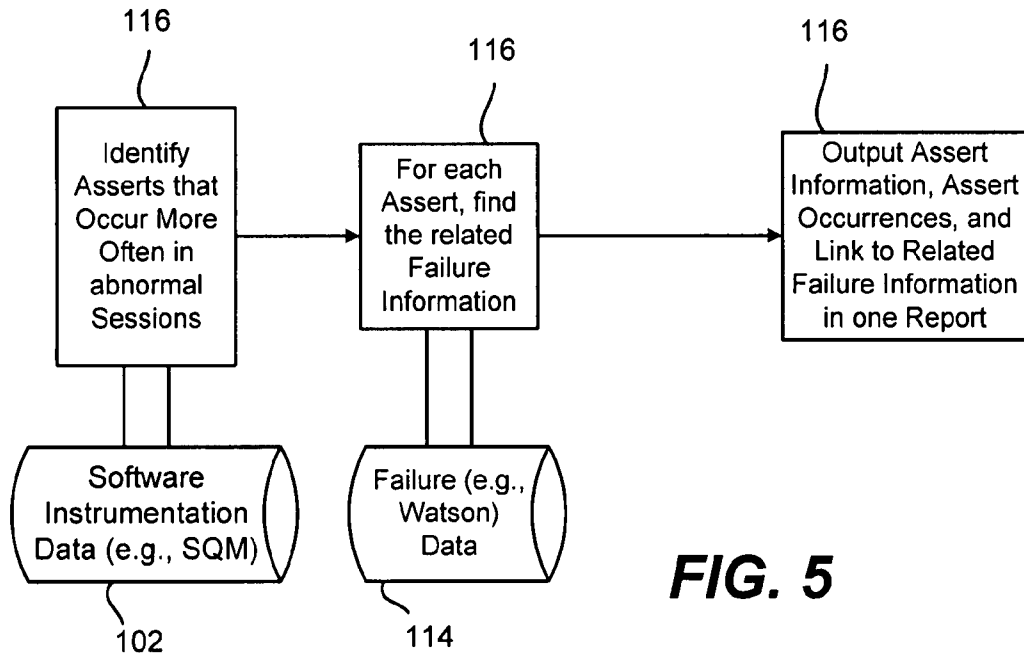 116
116
116
Identify
Asserts that
Occur More
Often in
abnormal
Sessions
For each
Assert, find
the related
Failure
Information
Output Assert
Information, Assert
Occurrences, and
Link to Related
Failure Information
in one Report
Software
Instrumentation
Data (e.g., SQM)
Failure (e.g.,
Watson)
Data
102
114
FIG. 5